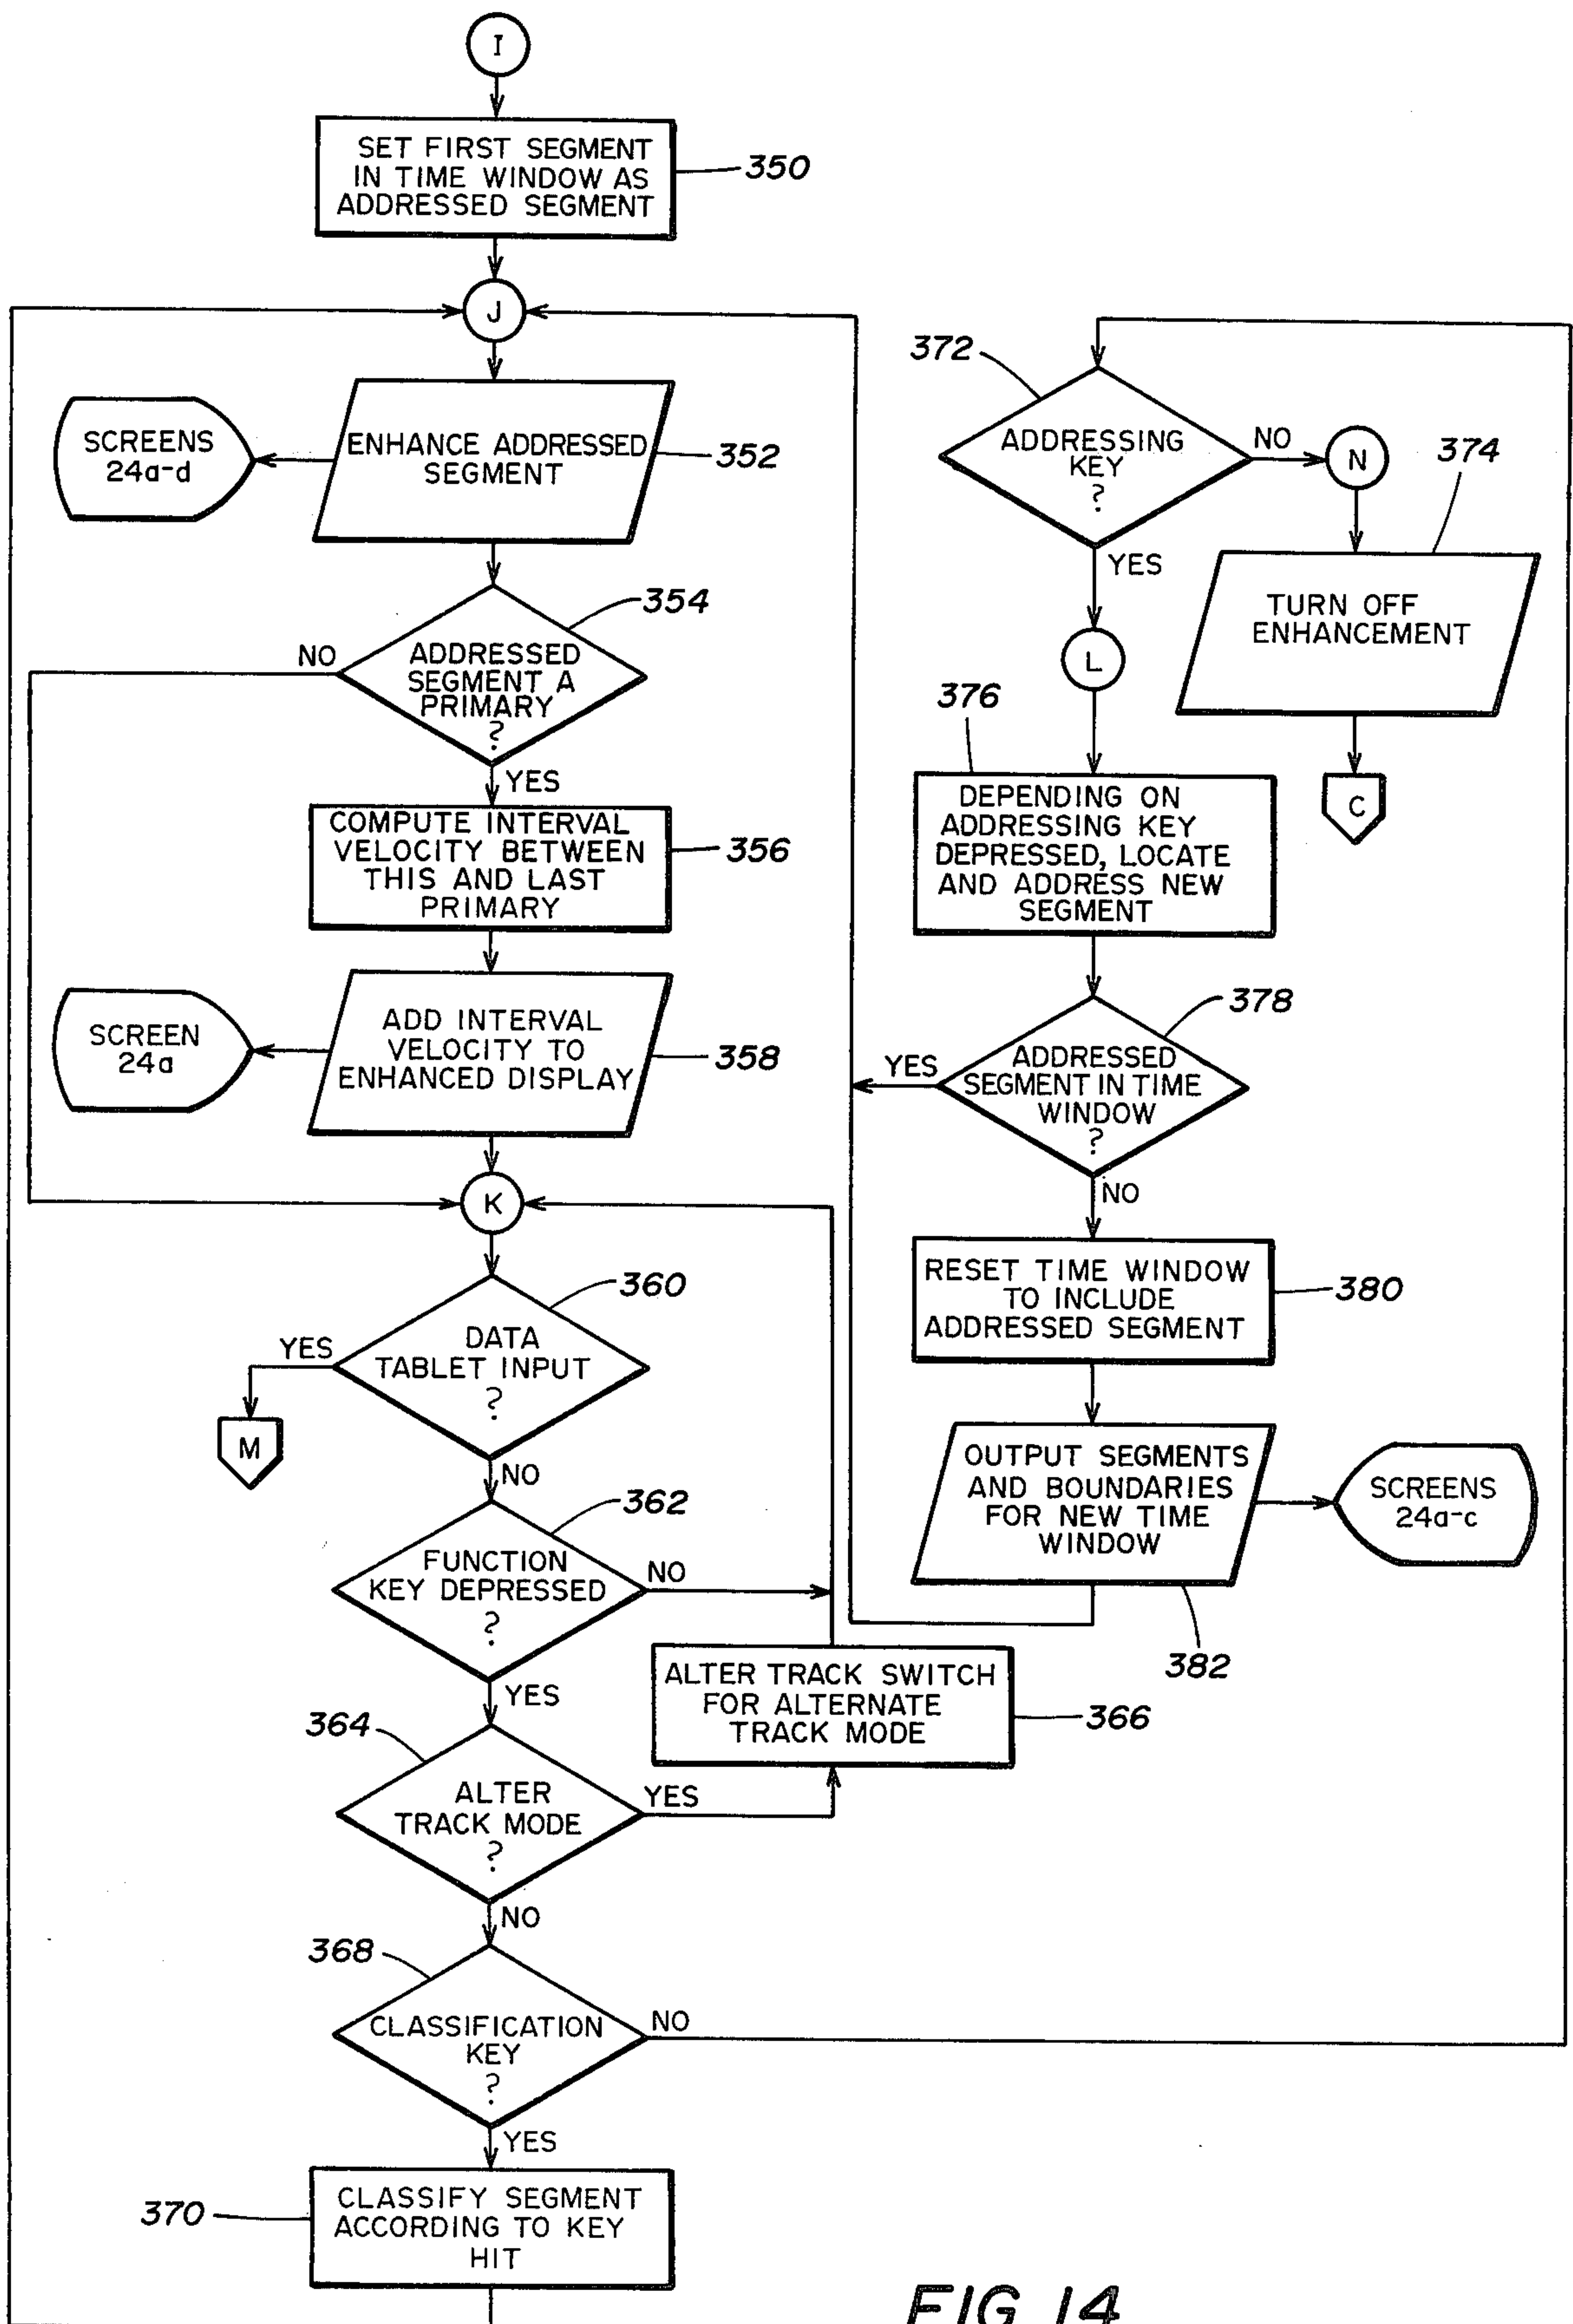 I
SET FIRST SEGMENT
IN TIME WINDOW AS
ADDRESSED SEGMENT
350
J
SCREENS
24a-d
ENHANCE ADDRESSED
SEGMENT
352
354
NO
ADDRESSED
SEGMENT A
PRIMARY
?
YES
COMPUTE INTERVAL
VELOCITY BETWEEN
THIS AND LAST
PRIMARY
356
SCREEN
24a
ADD INTERVAL
VELOCITY TO
ENHANCED DISPLAY
358
K
360
YES
DATA
TABLET INPUT
?
M
NO
362
FUNCTION
KEY DEPRESSED
?
NO
YES
364
ALTER
TRACK MODE
?
YES
ALTER TRACK SWITCH
FOR ALTERNATE
TRACK MODE
366
NO
368
CLASSIFICATION
KEY
?
NO
YES
370
CLASSIFY SEGMENT
ACCORDING TO KEY
HIT
372
ADDRESSING
KEY
?
NO
N
374
YES
TURN OFF
ENHANCEMENT
C
L
376
DEPENDING ON
ADDRESSING KEY
DEPRESSED, LOCATE
AND ADDRESS NEW
SEGMENT
378
YES
ADDRESSED
SEGMENT IN TIME
WINDOW
?
NO
RESET TIME WINDOW
TO INCLUDE
ADDRESSED SEGMENT
380
OUTPUT SEGMENTS
AND BOUNDARIES
FOR NEW TIME
WINDOW
SCREENS
24a-c
382
FIG 14